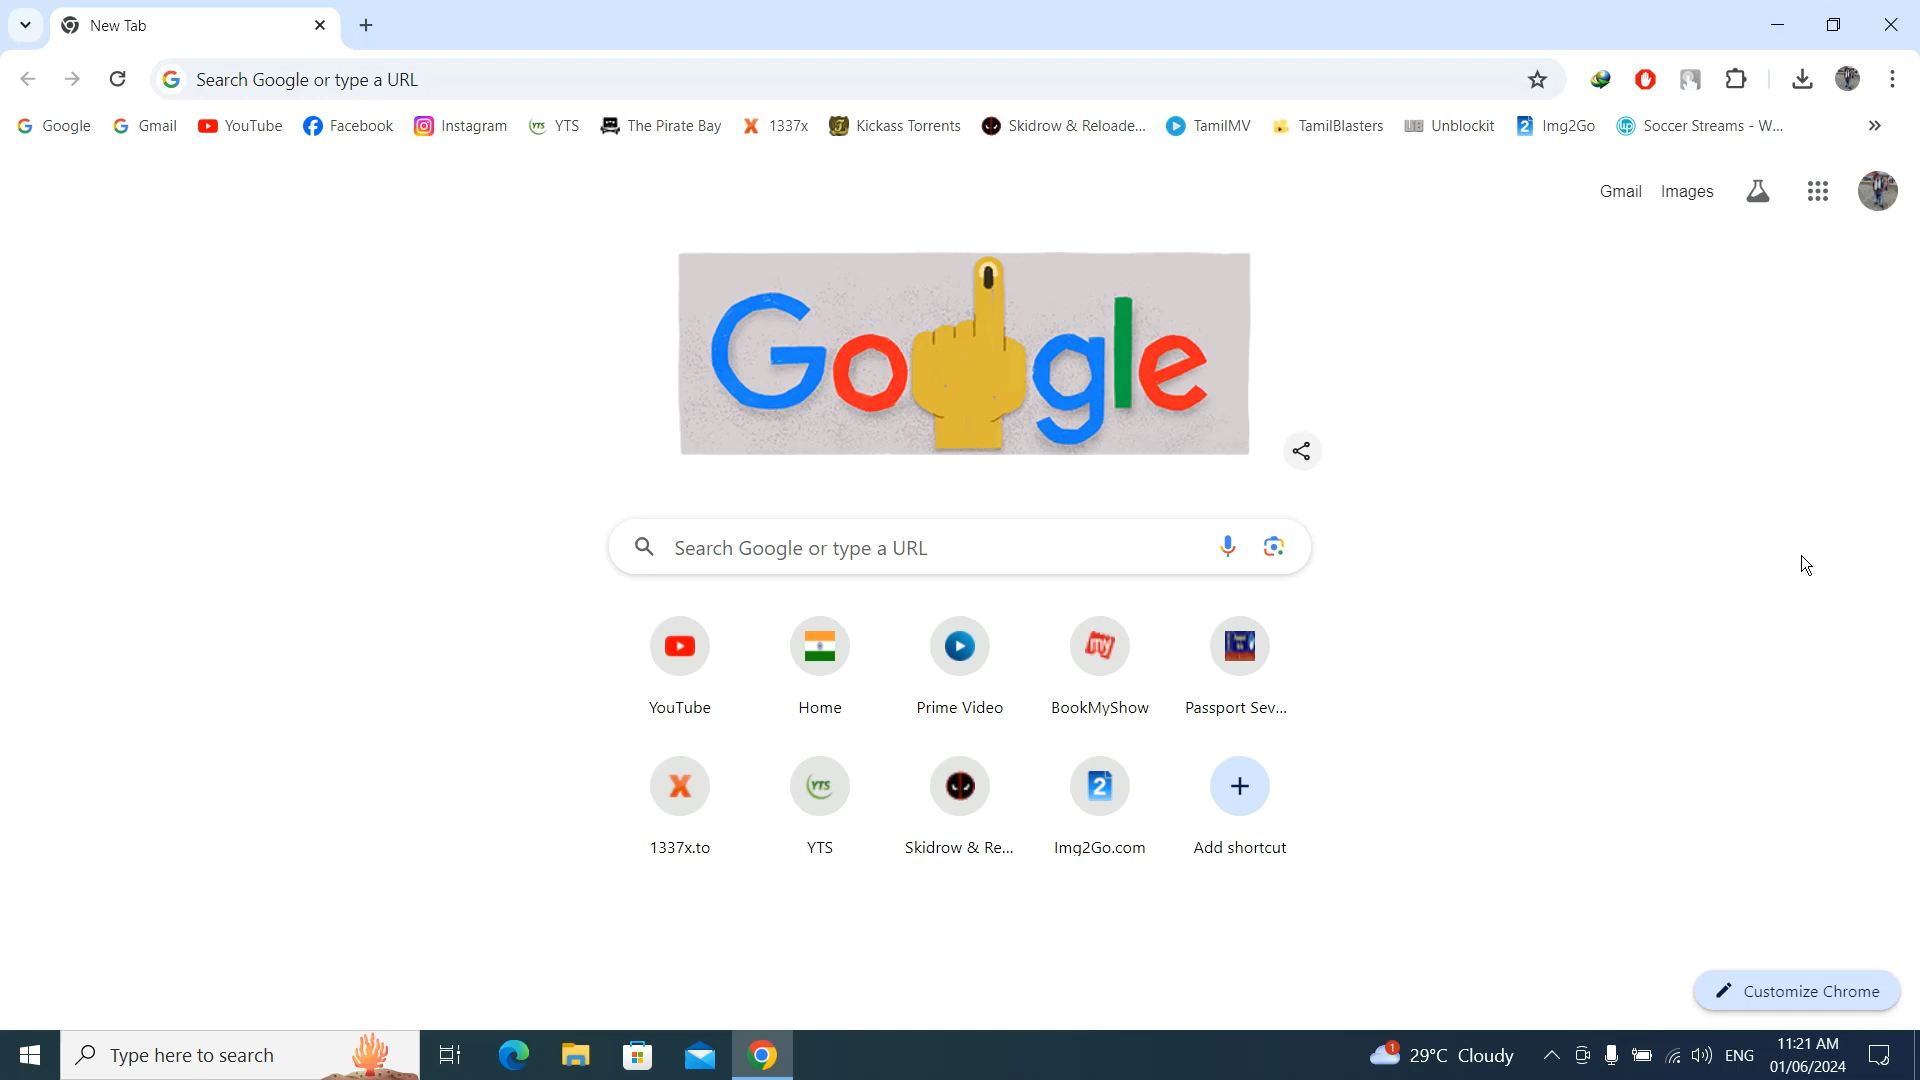 New Tab
Search Google or type a URL
Google Gmail YouTube Facebook Instagram YTS The Pirate Bay 1337x Kickass Torrents Skidrow & Reloade... TamilMV TamilBlasters Unblockit Img2Go Soccer Streams - W...
Gmail Images
Google
Search Google or type a URL
YouTube Home Prime Video BookMyShow Passport Sev...
1337x.to YTS Skidrow & Re... Img2Go.com Add shortcut
Customize Chrome
Type here to search
29°C Cloudy
ENG
11:21 AM
01/06/2024